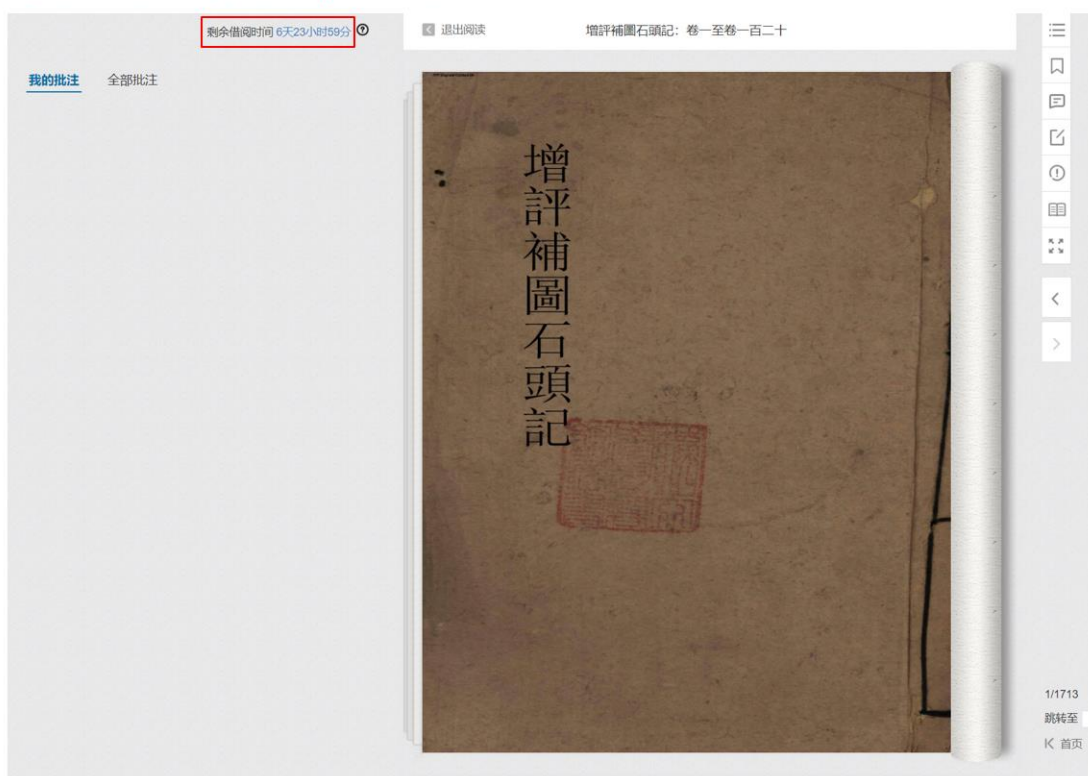 剩余借阅时间 6天23小时59分
退出阅读
增評補圖石頭記：卷一至卷一百二十
我的批注
全部批注
增評補圖石頭記
1/1713
跳转至
首页